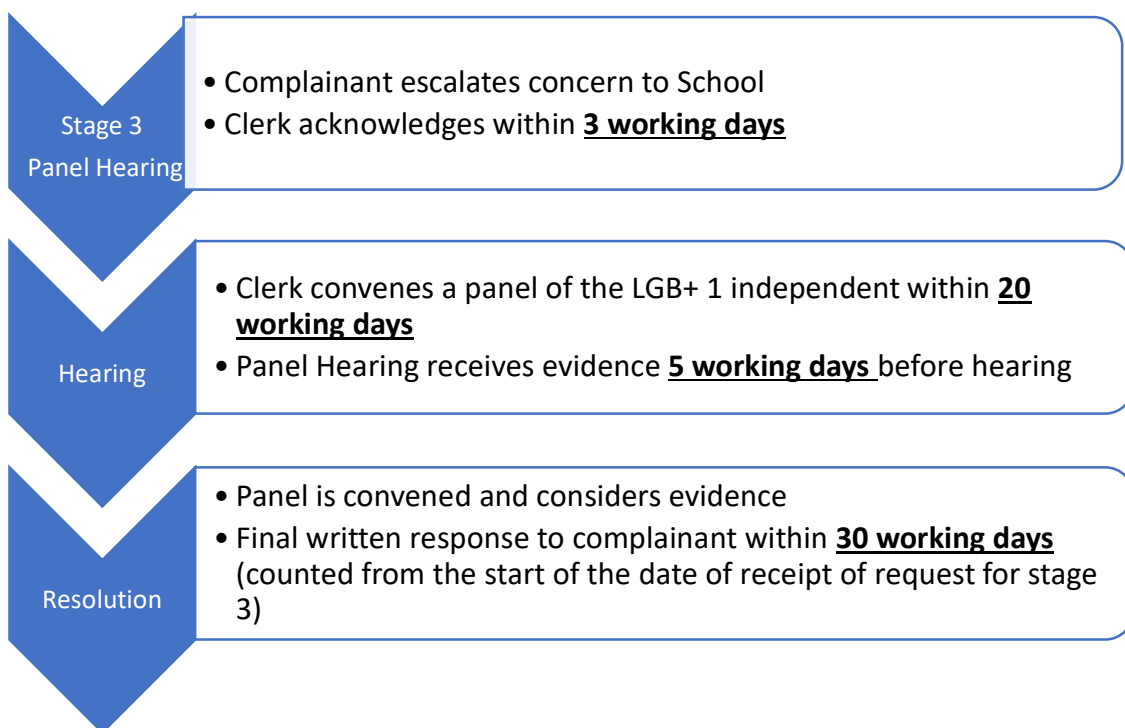 Stage 3
Panel Hearing
• Complainant escalates concern to School
• Clerk acknowledges within 3 working days
Hearing
• Clerk convenes a panel of the LGB+ 1 independent within 20
working days
• Panel Hearing receives evidence 5 working days before hearing
Resolution
• Panel is convened and considers evidence
• Final written response to complainant within 30 working days
(counted from the start of the date of receipt of request for stage
3)